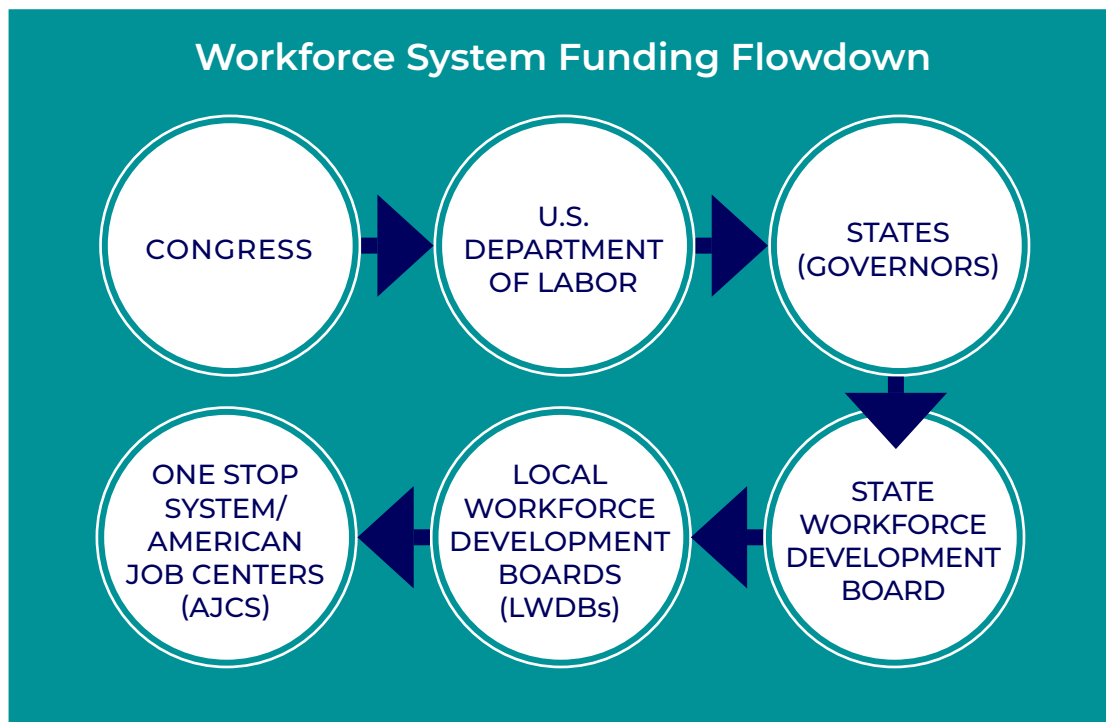 Workforce System Funding Flowdown
CONGRESS
U.S.
DEPARTMENT
OF LABOR
STATES
(GOVERNORS)
STATE
WORKFORCE
DEVELOPMENT
BOARD
LOCAL
WORKFORCE
DEVELOPMENT
BOARDS
(LWDBs)
ONE STOP
SYSTEM/
AMERICAN
JOB CENTERS
(AJCS)